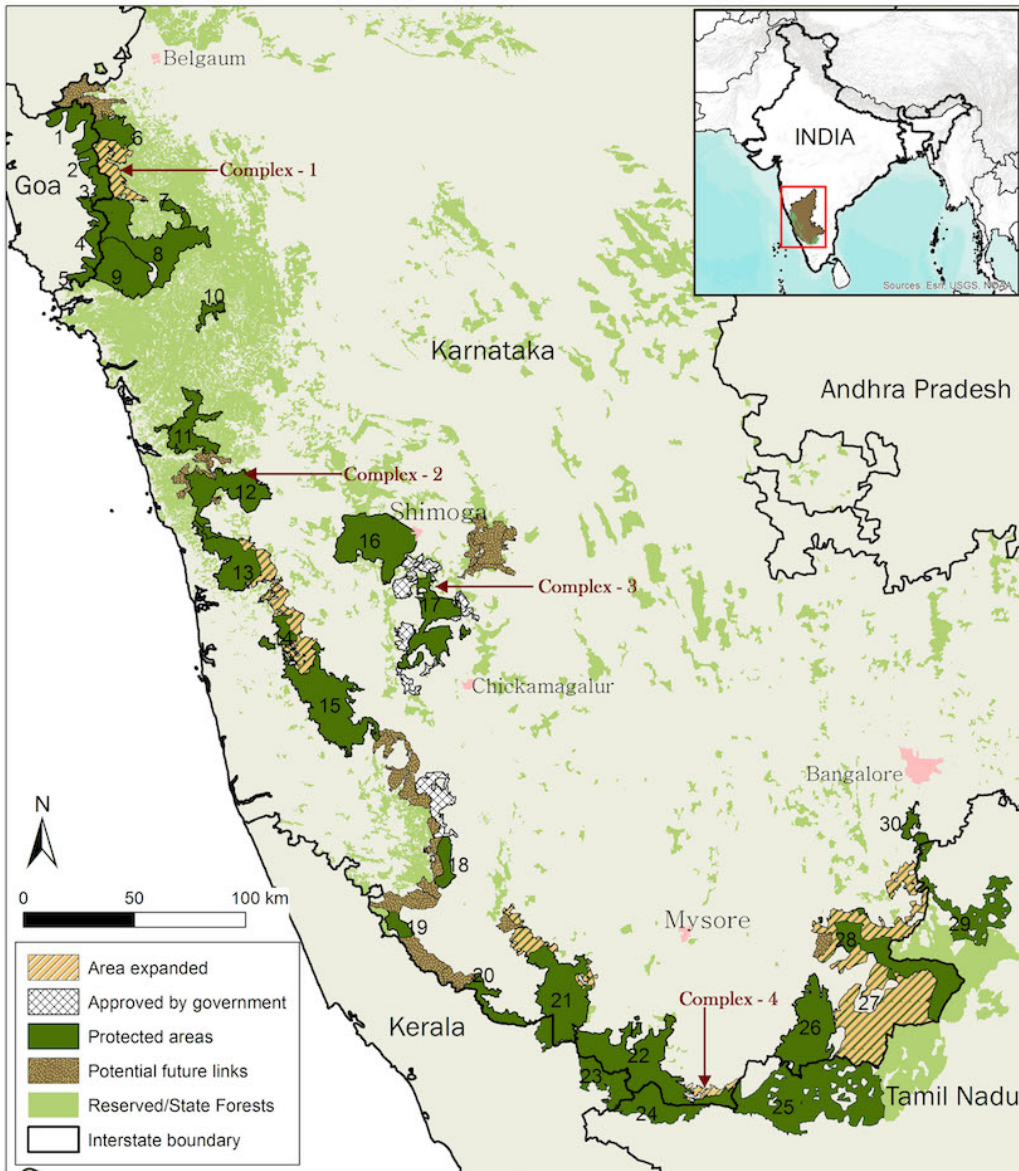 Belgaum
INDIA
Sources: Esri, USGS, NOAA
1
6
2
Complex - 1
Goa
3
7
4
8
5
9
10
Karnataka
Andhra Pradesh
11
Complex - 2
12
Shimoga
16
13
Complex - 3
17
14
Chickamagalur
15
Bangalore
30
N
18
0 50 100 km
19
Mysore
29
28
Area expanded
20
Approved by government
21
Complex - 4
27
Protected areas
Kerala
26
Potential future links
22
23
Reserved/State Forests
24
25
Tamil Nadu
Interstate boundary